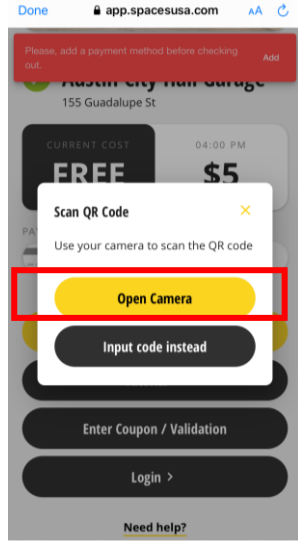 Done
app.spacesusa.com
AA
Please, add a payment method before checking
out.
Add
Austin City Hall Garage
155 Guadalupe St
CURRENT COST
FREE
04:00 PM
$5
PA
Scan QR Code
Use your camera to scan the QR code
Open Camera
Input code instead
Enter Coupon / Validation
Login >
Need help?